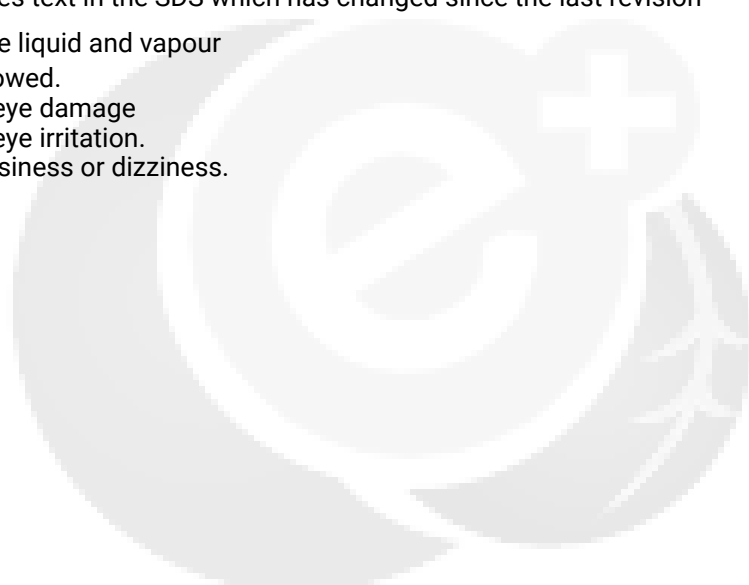 es text in the SDS which has changed since the last revision
e liquid and vapour
owed.
eye damage
eye irritation.
siness or dizziness.
e+